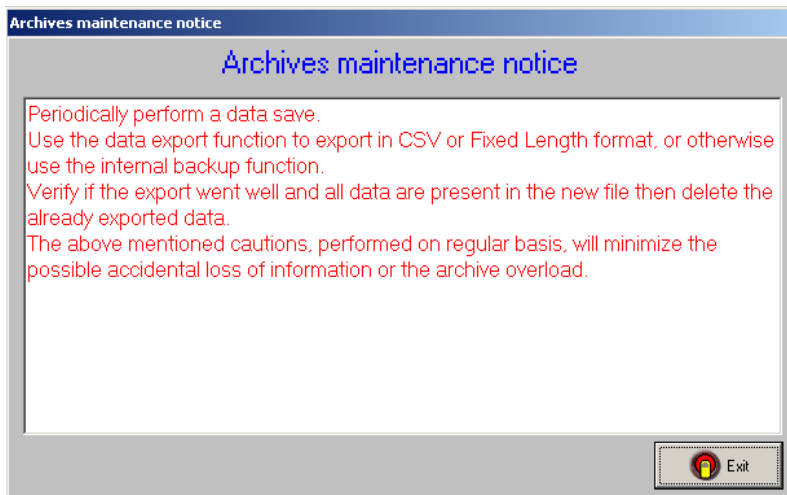 Archives maintenance notice
Archives maintenance notice
Periodically perform a data save.
Use the data export function to export in CSV or Fixed Length format, or otherwise
use the internal backup function.
Verify if the export went well and all data are present in the new file then delete the
already exported data.
The above mentioned cautions, performed on regular basis, will minimize the
possible accidental loss of information or the archive overload.
Exit